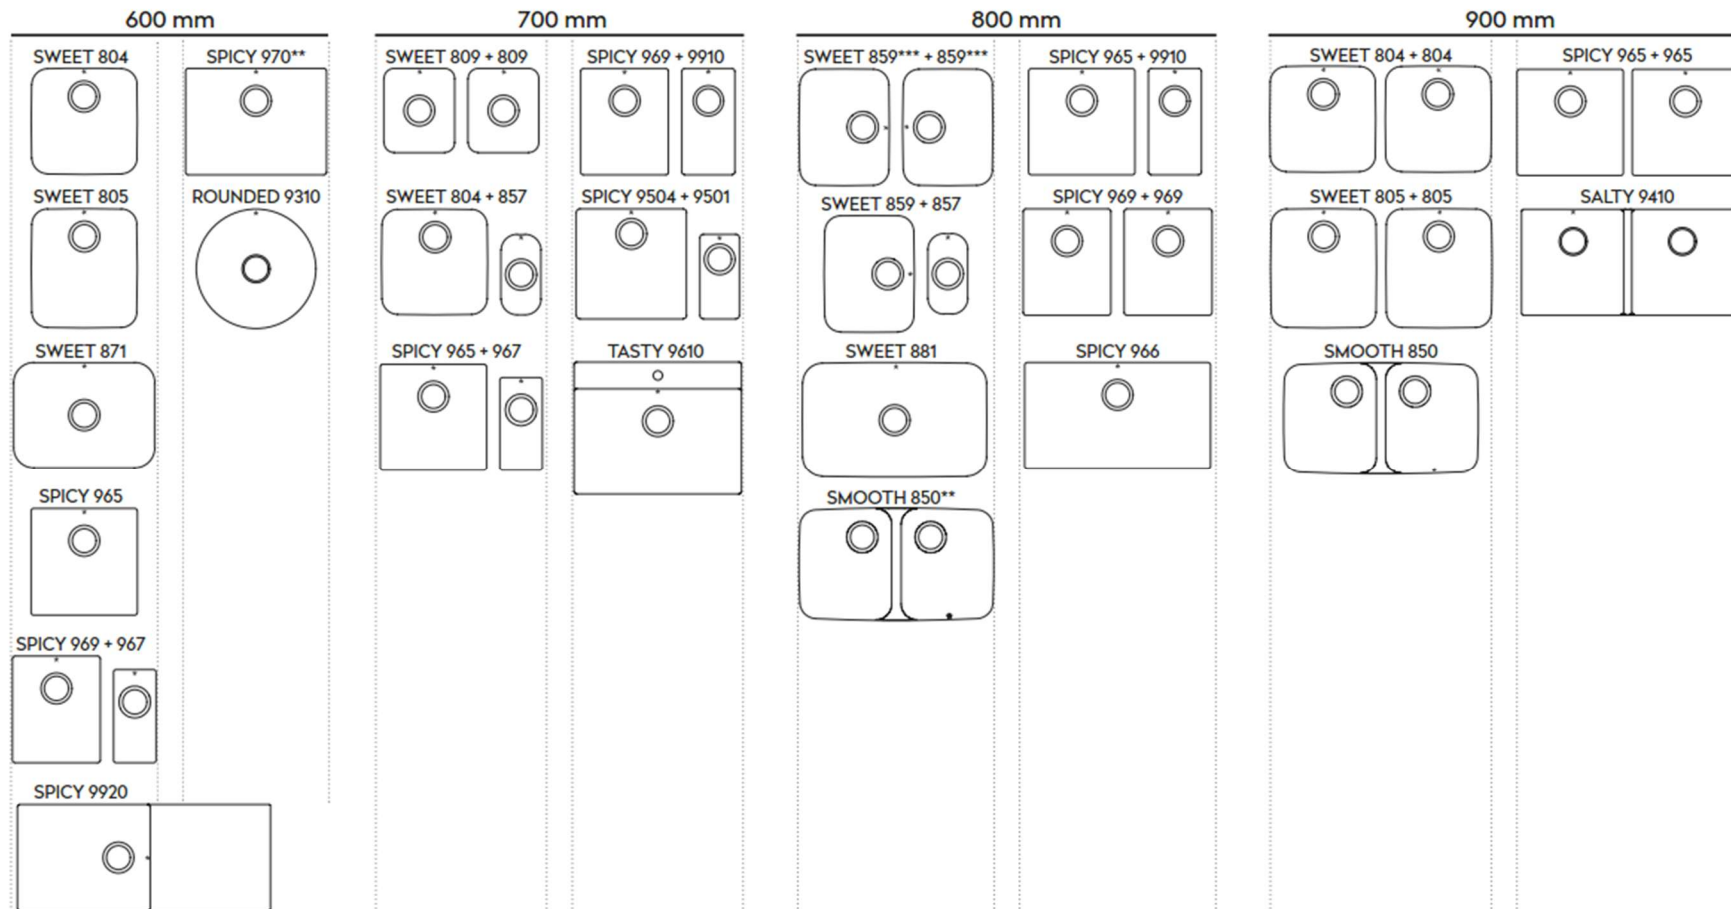 600 mm
SWEET 804
SPICY 970**
SWEET 805
ROUNDED 9310
SWEET 871
SPICY 965
SPICY 969 + 967
SPICY 9920
700 mm
SWEET 809 + 809
SPICY 969 + 9910
SWEET 804 + 857
SPICY 9504 + 9501
SPICY 965 + 967
TASTY 9610
800 mm
SWEET 859*** + 859***
SPICY 965 + 9910
SWEET 859 + 857
SPICY 969 + 969
SWEET 881
SPICY 966
SMOOTH 850**
900 mm
SWEET 804 + 804
SPICY 965 + 965
SWEET 805 + 805
SALTY 9410
SMOOTH 850